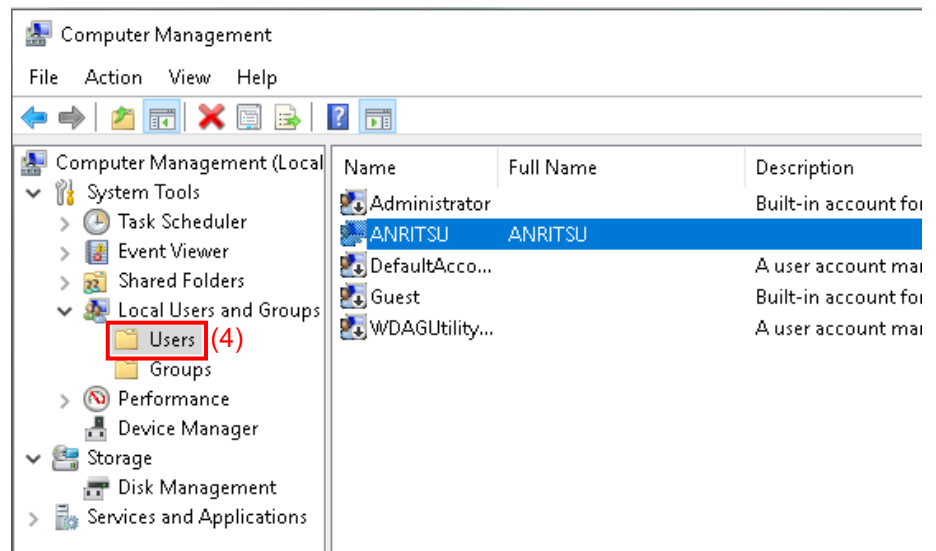 Computer Management
File Action View Help
Computer Management (Local
System Tools
Task Scheduler
Event Viewer
Shared Folders
Local Users and Groups
Users (4)
Groups
Performance
Device Manager
Storage
Disk Management
Services and Applications
Name Full Name Description
Administrator Built-in account for
ANRITSU ANRITSU
DefaultAcco... A user account ma
Guest Built-in account for
WDAGUtility... A user account ma